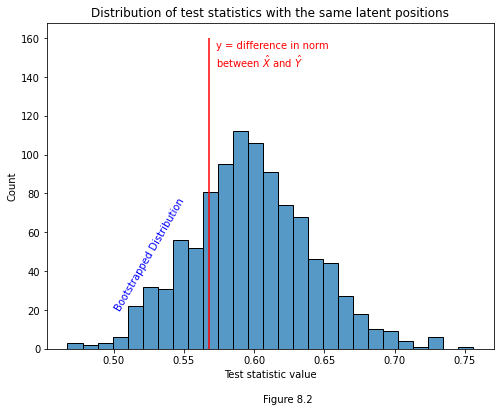 Distribution of test statistics with the same latent positions
y = difference in norm
between X̂ and Ŷ
Bootstrapped Distribution
Count
160
140
120
100
80
60
40
20
0
0.50 0.55 0.60 0.65 0.70 0.75
Test statistic value
Figure 8.2